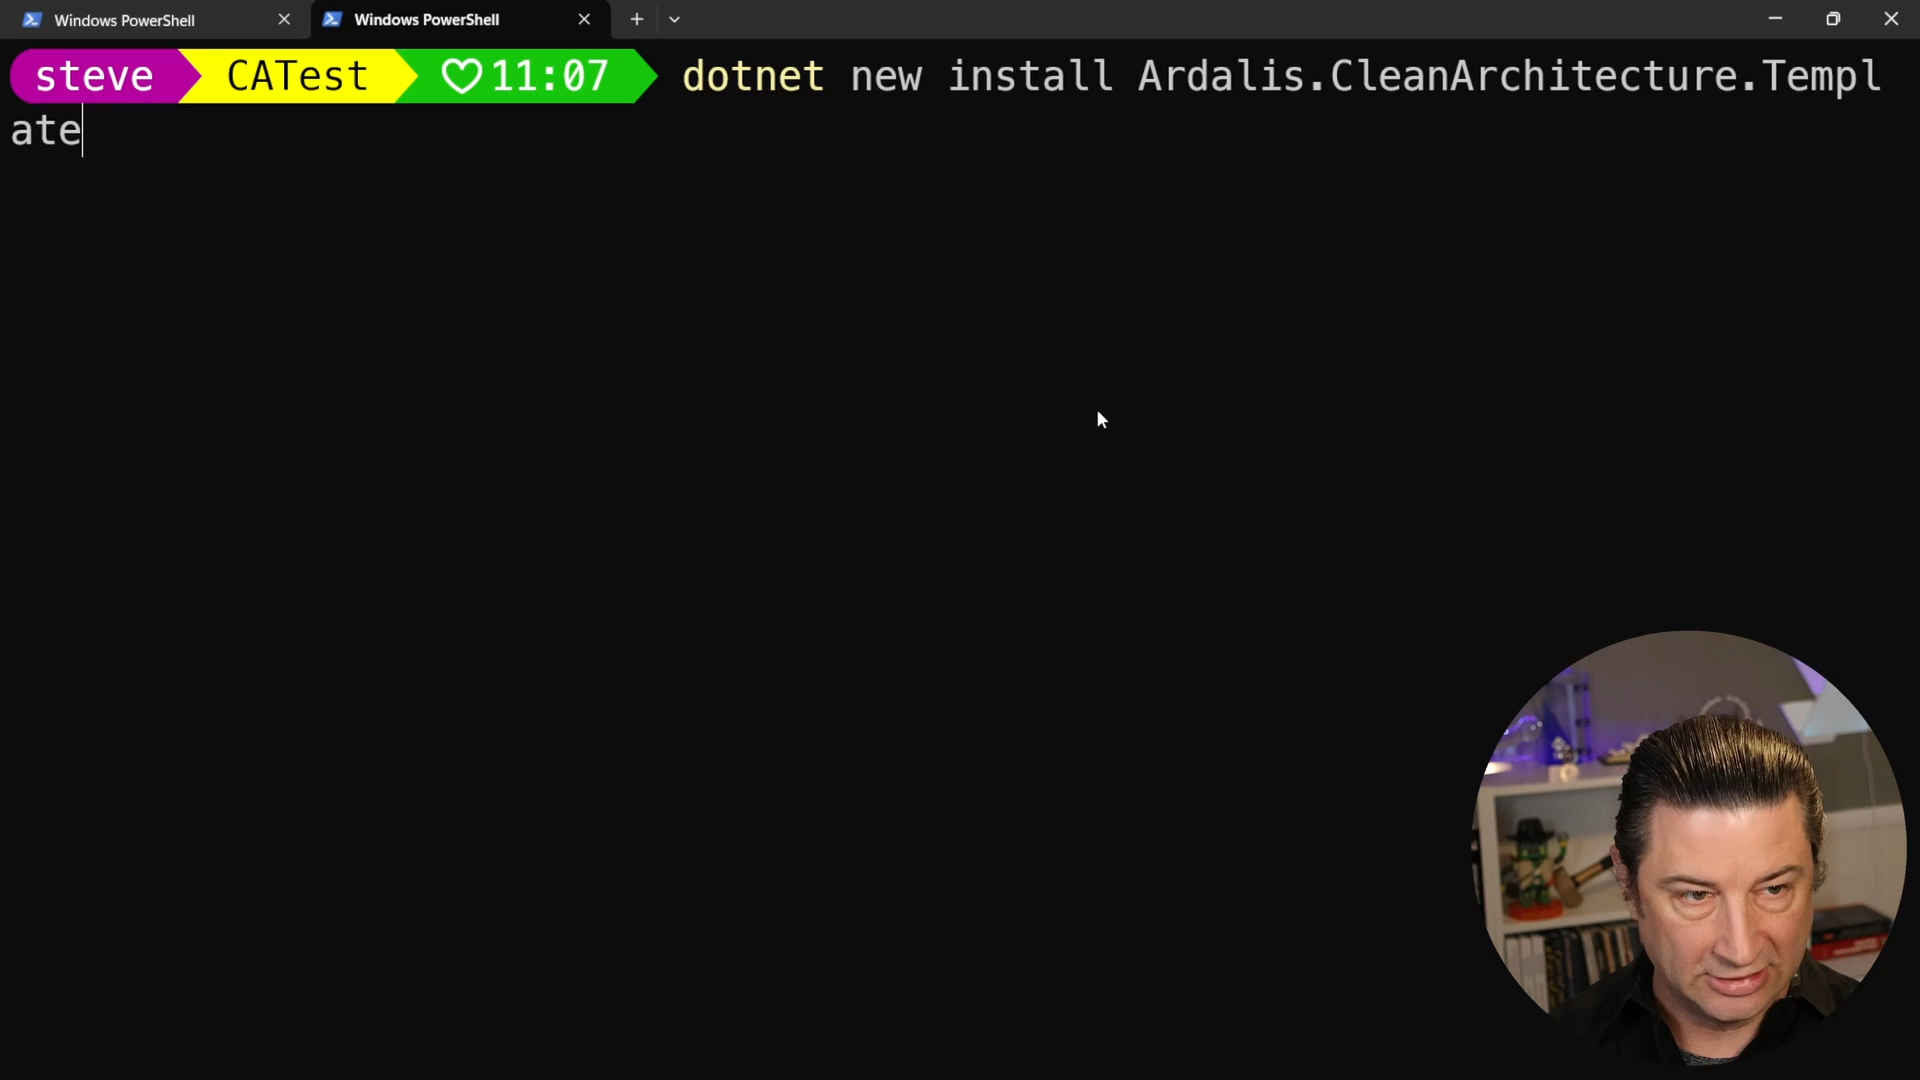 Windows PowerShell
Windows PowerShell
steve CATest 11:07 dotnet new install Ardalis.CleanArchitecture.Templ
ate